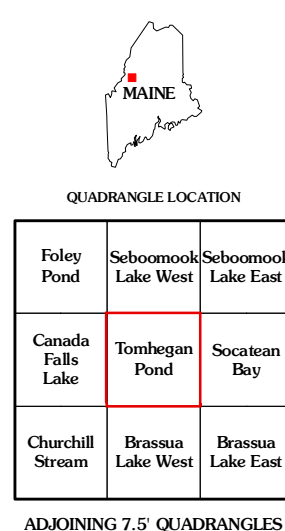 MAINE
QUADRANGLE LOCATION
Foley
Pond
Seboomook
Lake West
Seboomook
Lake East
Canada
Falls
Lake
Tomhegan
Pond
Socatean
Bay
Churchill
Stream
Brassua
Lake West
Brassua
Lake East
ADJOINING 7.5' QUADRANGLES